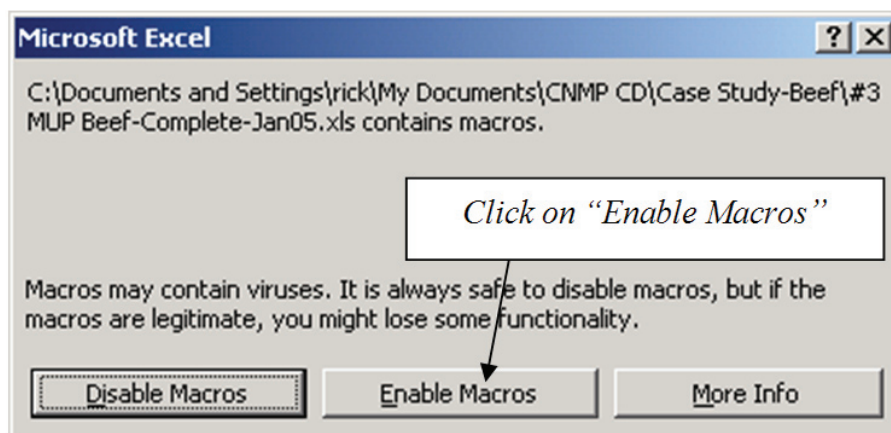 Microsoft Excel
C:\Documents and Settings\rick\My Documents\CNMP CD\Case Study-Beef\#3
MUP Beef-Complete-Jan05.xls contains macros.
Click on “Enable Macros”
Macros may contain viruses. It is always safe to disable macros, but if the
macros are legitimate, you might lose some functionality.
Disable Macros Enable Macros More Info